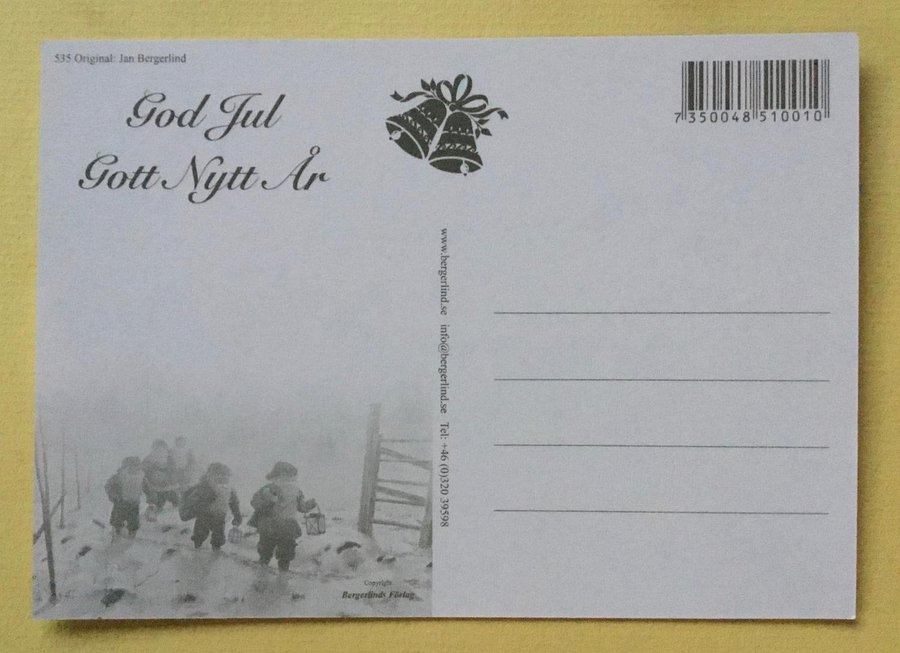 535 Original: Jan Bergerlind
God Jul
Gott Nytt År
7 350048 510010
www.bergerlind.se info@bergerlind.se Tel: +46 (0)320 39598
Copyright
Bergerlinds Förlag